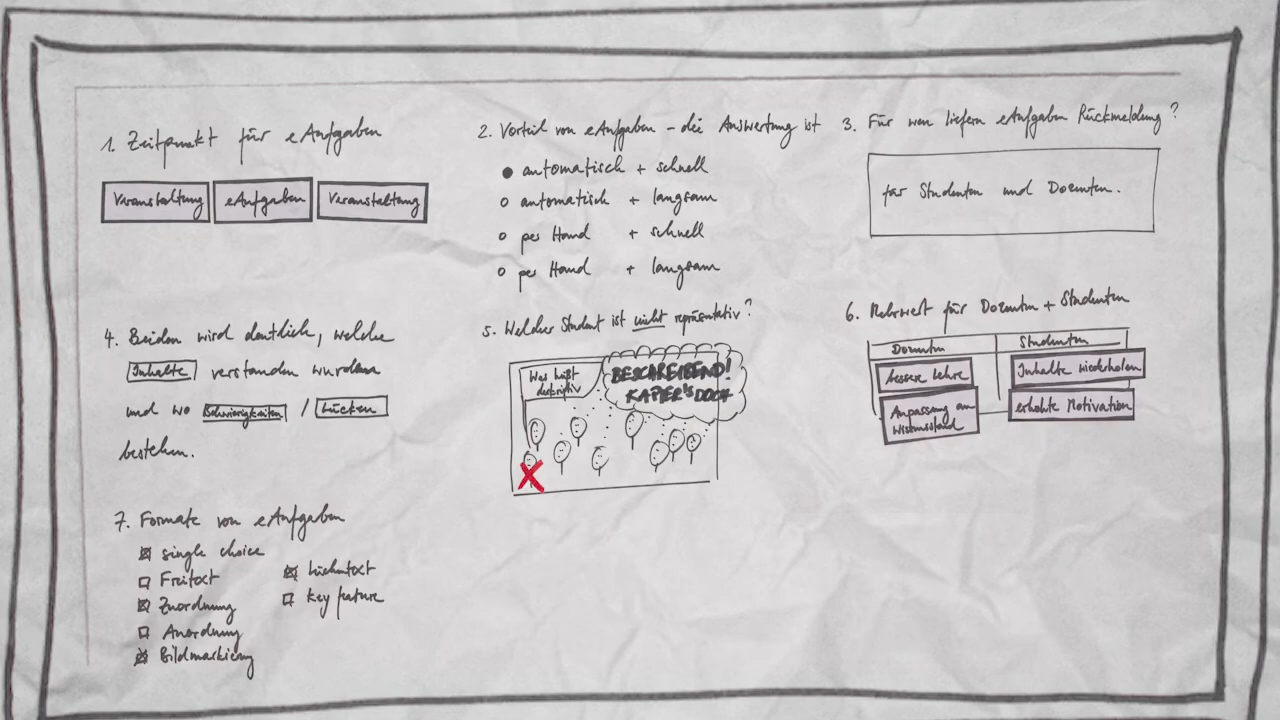 1. Zeitpunkt für eAufgaben
Veranstaltung eAufgaben Veranstaltung
2. Vorteil von eAufgaben - die Auswertung ist
automatisch + schnell
automatisch + langsam
per Hand + schnell
per Hand + langsam
3. Für wen liefern eAufgaben Rückmeldung?
für Studenten und Dozenten.
4. Beiden wird deutlich, welche
Inhalte verstanden wurden
und wo Schwierigkeiten / Lücken
bestehen.
5. Welcher Student ist nicht repräsentativ?
Was heißt
deskriptiv
BESCHREIBEND!
KAPIER'S DOCH
6. Mehrwert für Dozenten + Studenten
Dozenten Studenten
bessere Lehre Inhalte wiederholen
Anpassung an erhöhte Motivation
Wissensstand
7. Formate von eAufgaben
single choice
Freitext
Zuordnung
Anordnung
Bildmarkierung
Lückentext
key feature